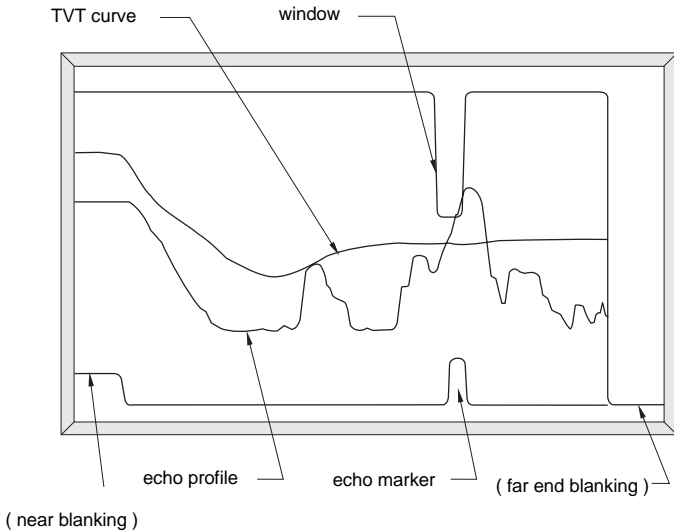 TVT curve
window
echo profile
echo marker
( far end blanking )
( near blanking )